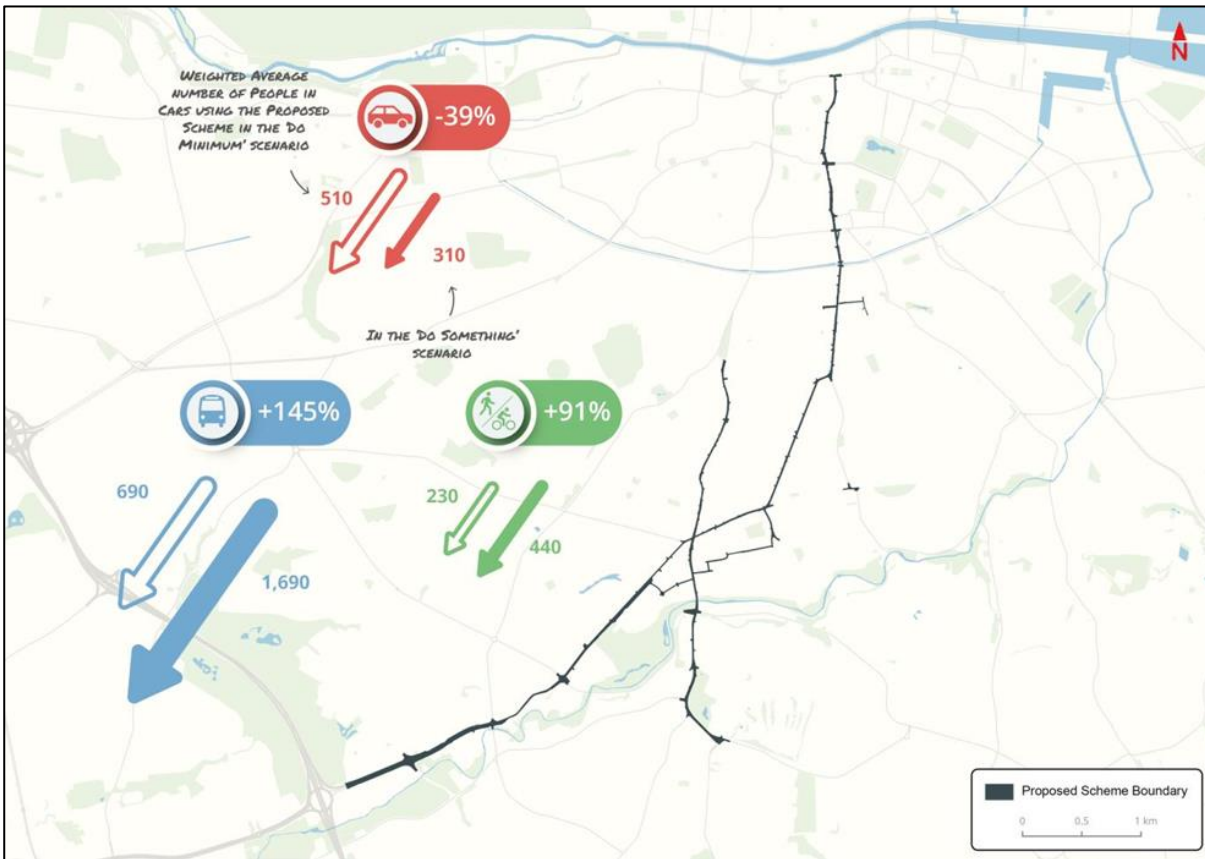 N
WEIGHTED AVERAGE
NUMBER OF PEOPLE IN
CARS USING THE PROPOSED
SCHEME IN THE 'DO
MINIMUM' SCENARIO
-39%
510
310
IN THE 'DO SOMETHING'
SCENARIO
+145%
690
1,690
+91%
230
440
Proposed Scheme Boundary
0 0.5 1 km